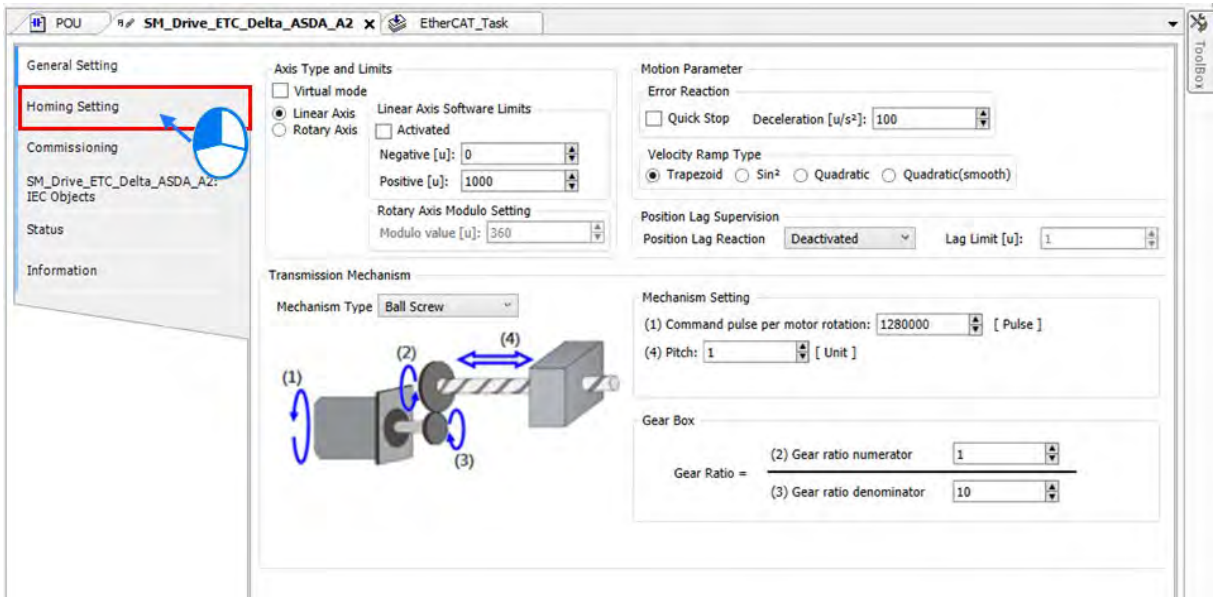 POU
SM_Drive_ETC_Delta_ASDA_A2
EtherCAT_Task
ToolBox
General Setting
Homing Setting
Commissioning
SM_Drive_ETC_Delta_ASDA_A2:
IEC Objects
Status
Information
Axis Type and Limits
Virtual mode
Linear Axis
Rotary Axis
Linear Axis Software Limits
Activated
Negative [u]: 0
Positive [u]: 1000
Rotary Axis Modulo Setting
Modulo value [u]: 360
Motion Parameter
Error Reaction
Quick Stop Deceleration [u/s²]: 100
Velocity Ramp Type
Trapezoid Sin² Quadratic Quadratic(smooth)
Position Lag Supervision
Position Lag Reaction Deactivated Lag Limit [u]: 1
Transmission Mechanism
Mechanism Type Ball Screw
(1)
(2)
(4)
(3)
Mechanism Setting
(1) Command pulse per motor rotation: 1280000 [ Pulse ]
(4) Pitch: 1 [ Unit ]
Gear Box
Gear Ratio =
(2) Gear ratio numerator 1
(3) Gear ratio denominator 10